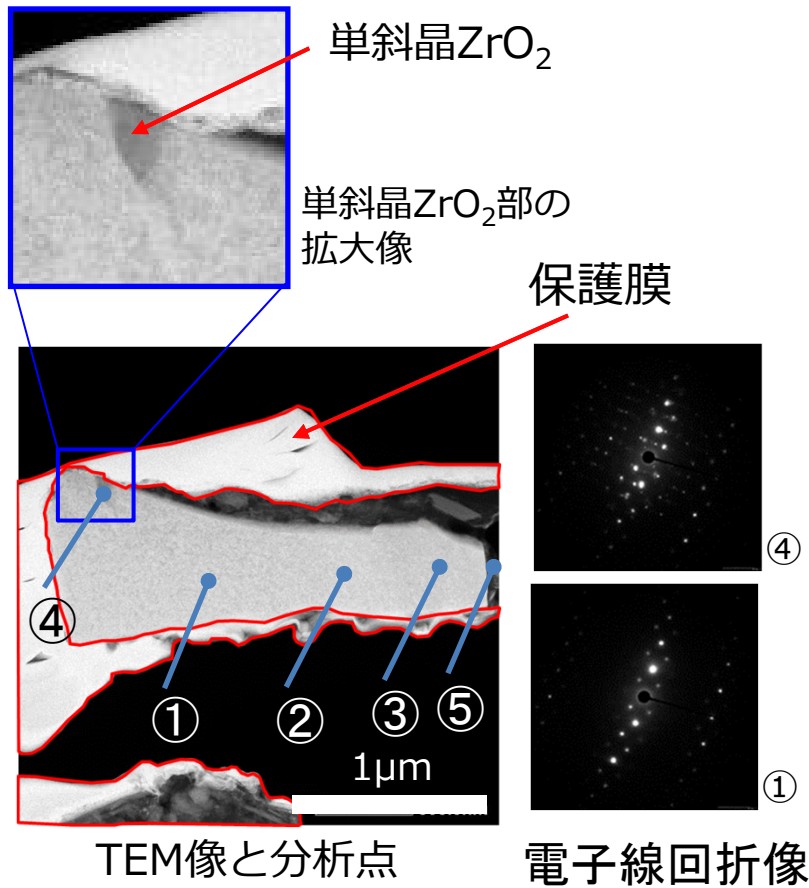 単斜晶ZrO2
単斜晶ZrO2部の
拡大像
保護膜
④
④
① ② ③ ⑤
①
1μm
TEM像と分析点
電子線回折像